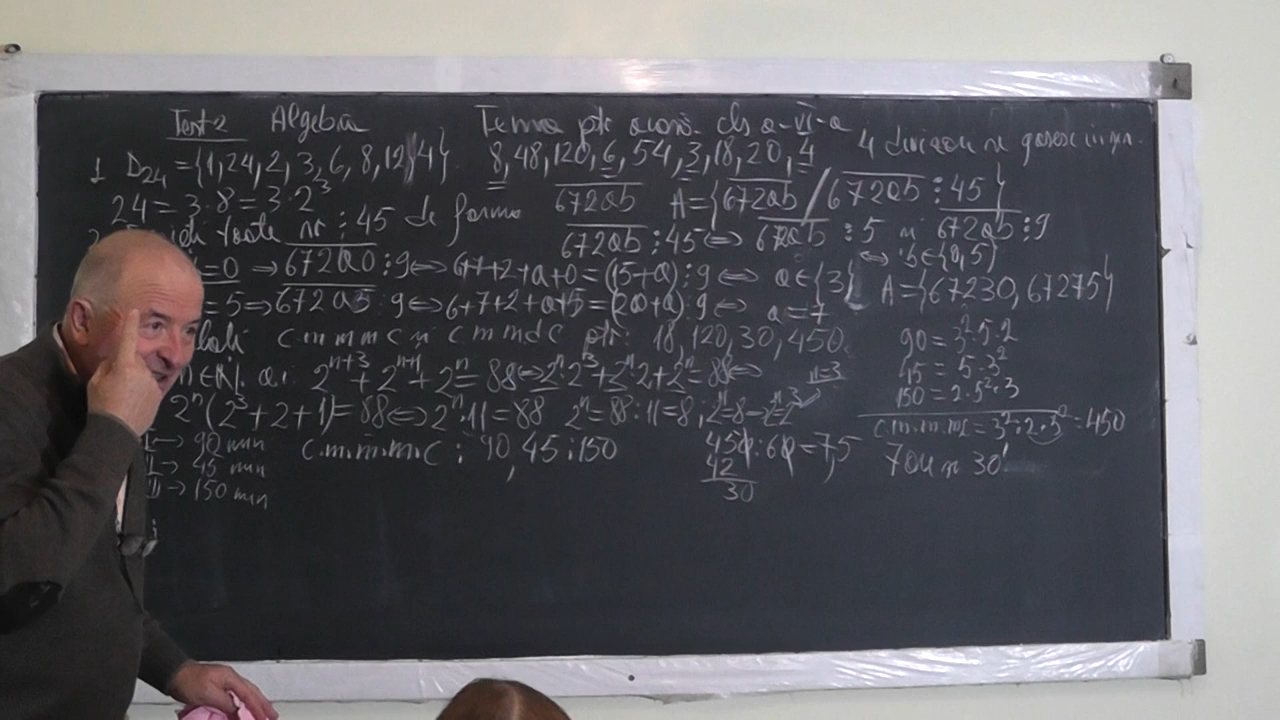 Test 2 Algebra Tema ptr acas. cls a-VI-a
1 D24 = {1,24,2,3,6,8,12,4} 8,48,120,6,54,3,18,20,4 4 divizori
24 = 3·8 = 3·2³
toate nr ⋮ 45 de forma 672ab A={672ab / 672ab ⋮ 45}
672ab ⋮ 45 ⇔ 672ab ⋮ 5 și 672ab ⋮ 9
⇔ b∈{0,5}
=0 ⇒ 672a0 ⋮ 9 ⇔ 6+7+2+a+0=(15+a) ⋮ 9 ⇔ a∈{3}
=5 ⇒ 672a5 ⋮ 9 ⇔ 6+7+2+a+5=(20+a) ⋮ 9 ⇔ a=7 A={67230, 67275}
c m m m c și c m m d c ptr: 18,120,30,450.
n∈N. a.i. 2ⁿ⁺³+2ⁿ⁺¹+2ⁿ=88 ⇔ 2ⁿ·2³+2ⁿ·2+2ⁿ=88 ⇔ n=3
2ⁿ(2³+2+1)=88 ⇔ 2ⁿ·11=88 2ⁿ=88:11=8; 2ⁿ=8 2ⁿ=2³
I → 90 min
II → 45 min
III → 150 min
c.m.m.m.c : 90, 45 ; 150
450:60=7,5
42
30
90 = 3²·5·2
45 = 5·3²
150 = 2·5²·3
c.m.m.m.c = 3²·2·5² = 450
7 ou și 30'